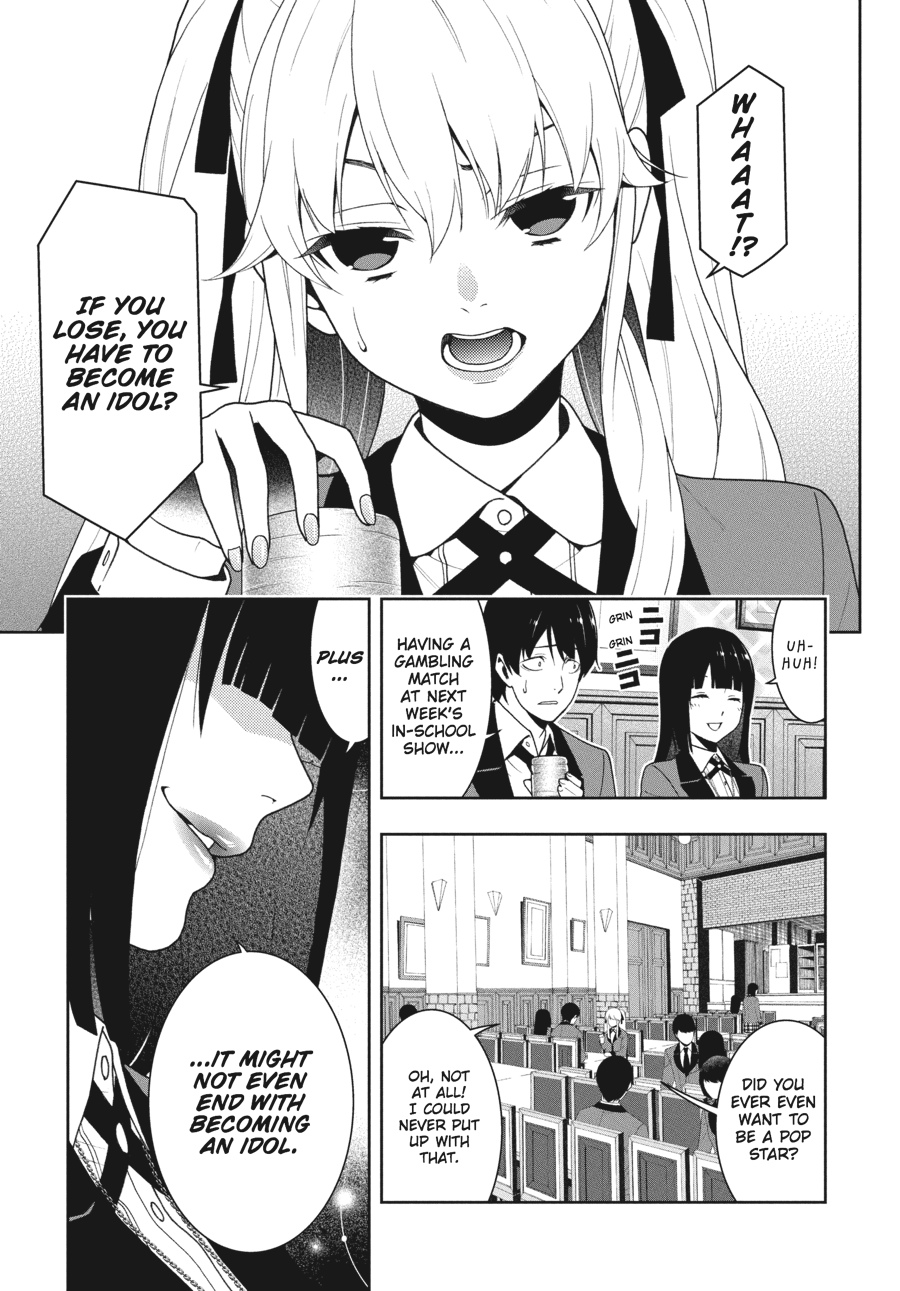 WHAAAT!?
IF YOU
LOSE, YOU
HAVE TO
BECOME
AN IDOL?
UH-
HUH!
GRIN
GRIN
ニコ
ニコ
HAVING A
GAMBLING
MATCH
AT NEXT
WEEK'S
IN-SCHOOL
SHOW...
DID YOU
EVER EVEN
WANT TO
BE A POP
STAR?
OH, NOT
AT ALL!
I COULD
NEVER PUT
UP WITH
THAT.
PLUS
...
...IT MIGHT
NOT EVEN
END WITH
BECOMING
AN IDOL.